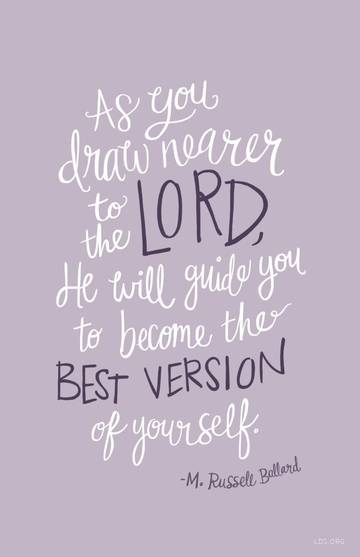 As you
draw nearer
to
the LORD,
He will guide you
to become the
BEST VERSION
of yourself.
-M. Russell Ballard
LDS.ORG